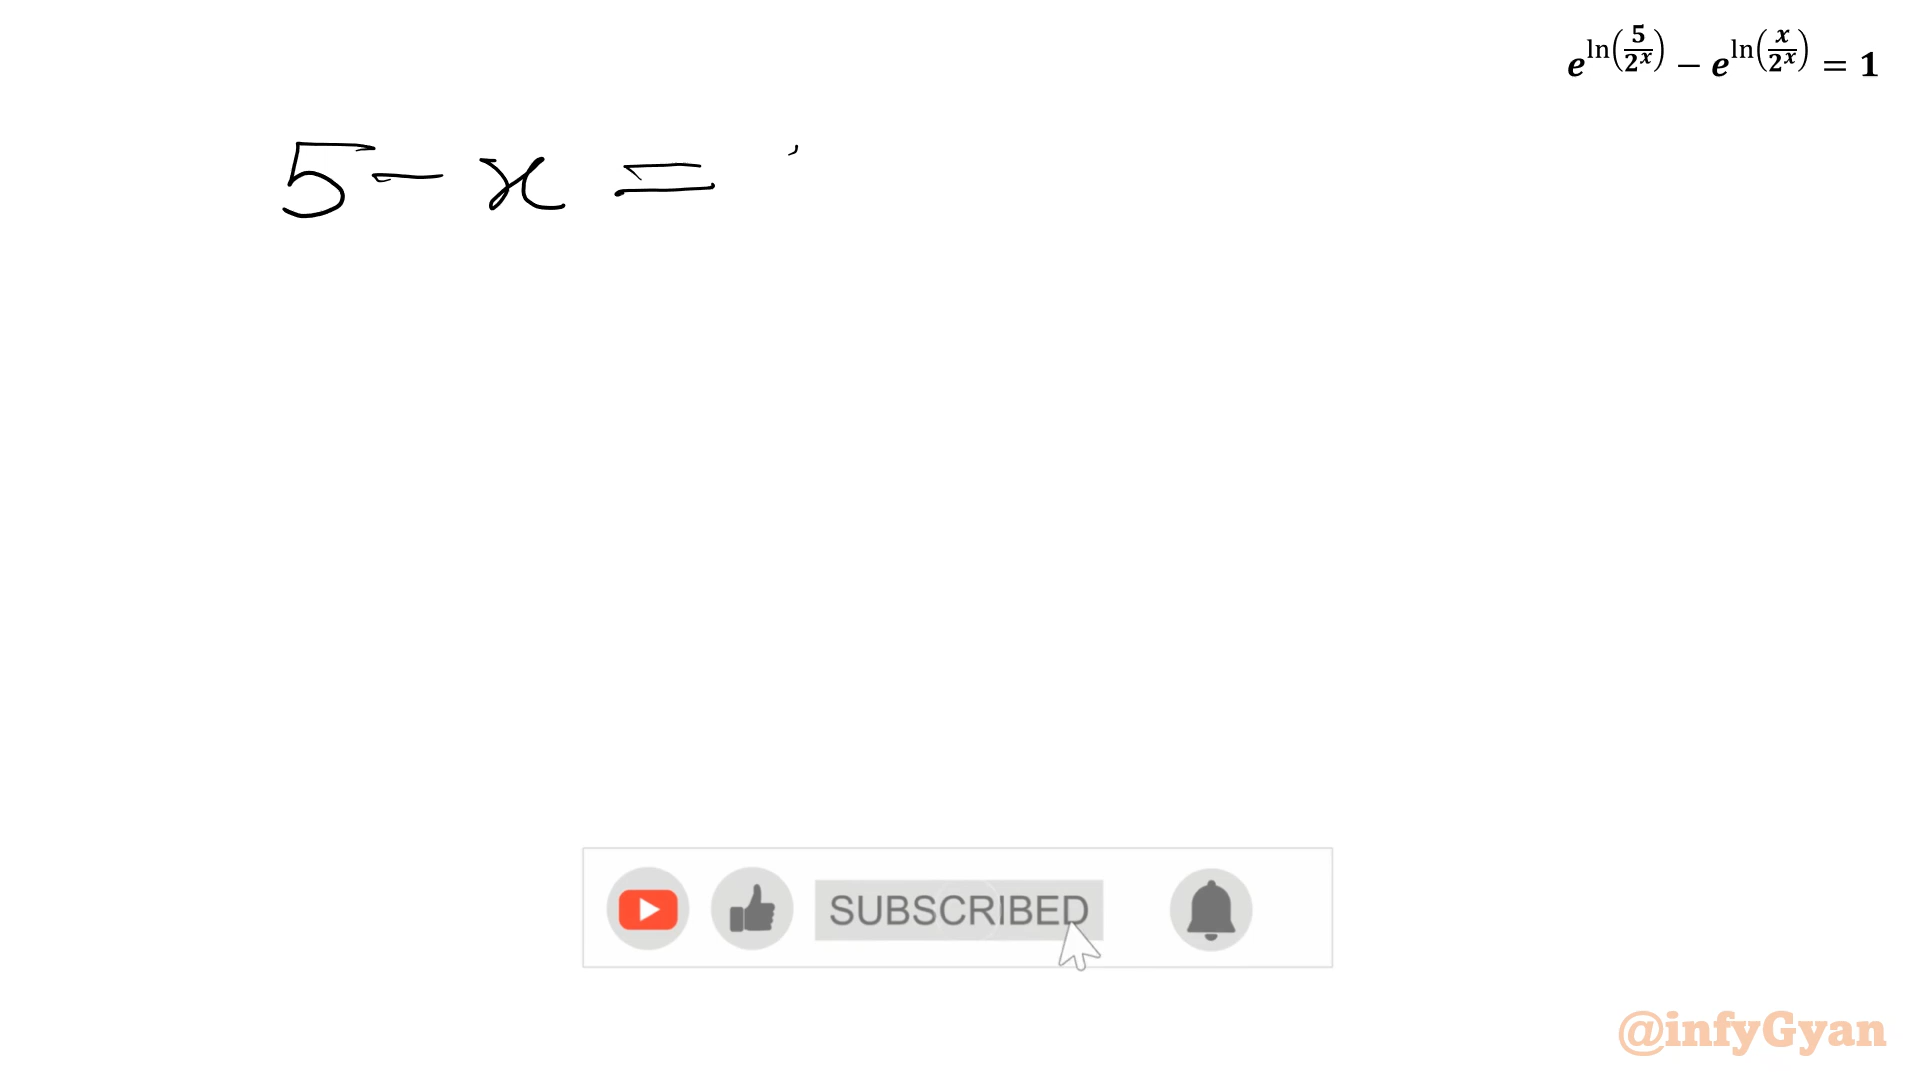 e^{ln(5/2^x)} − e^{ln(x/2^x)} = 1
5 − x =
SUBSCRIBED
@infyGyan